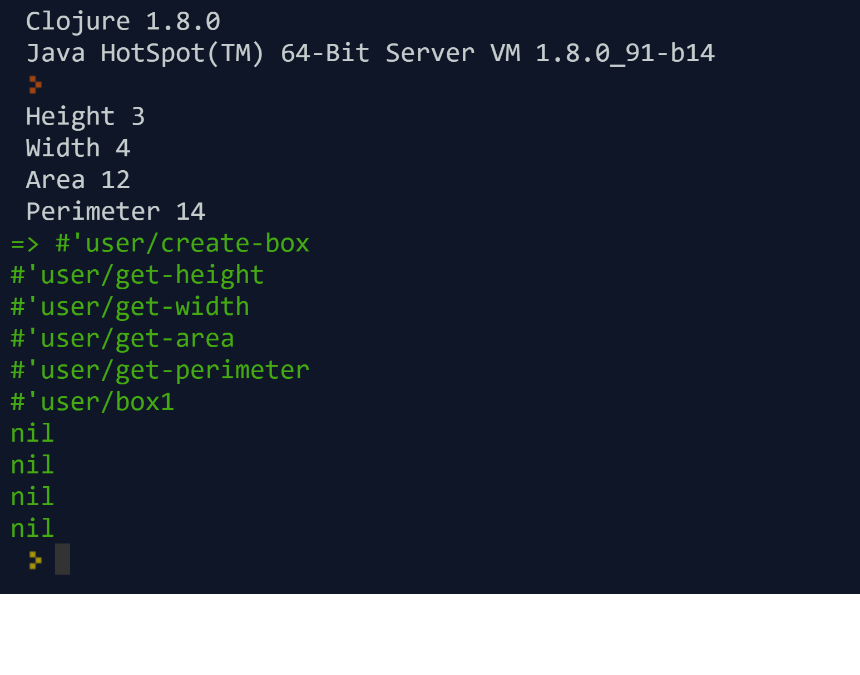 Clojure 1.8.0
Java HotSpot(TM) 64-Bit Server VM 1.8.0_91-b14
>
Height 3
Width 4
Area 12
Perimeter 14
=> #'user/create-box
#'user/get-height
#'user/get-width
#'user/get-area
#'user/get-perimeter
#'user/box1
nil
nil
nil
nil
>